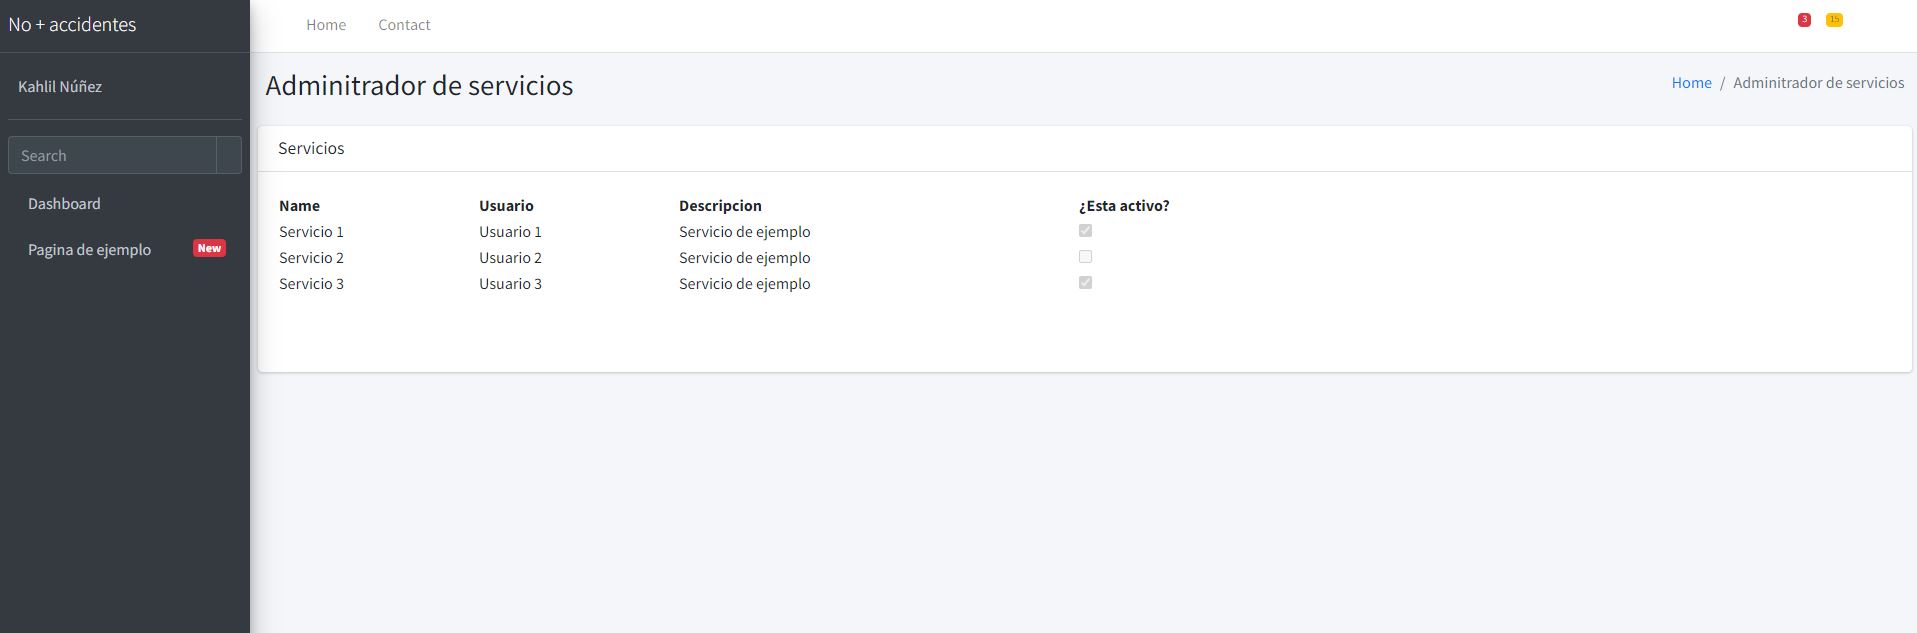 No + accidentes
Home Contact 3 15
Kahlil Núñez
Adminitrador de servicios
Home / Adminitrador de servicios
Search
Dashboard
Pagina de ejemplo New
Servicios
Name Usuario Descripcion ¿Esta activo?
Servicio 1 Usuario 1 Servicio de ejemplo
Servicio 2 Usuario 2 Servicio de ejemplo
Servicio 3 Usuario 3 Servicio de ejemplo